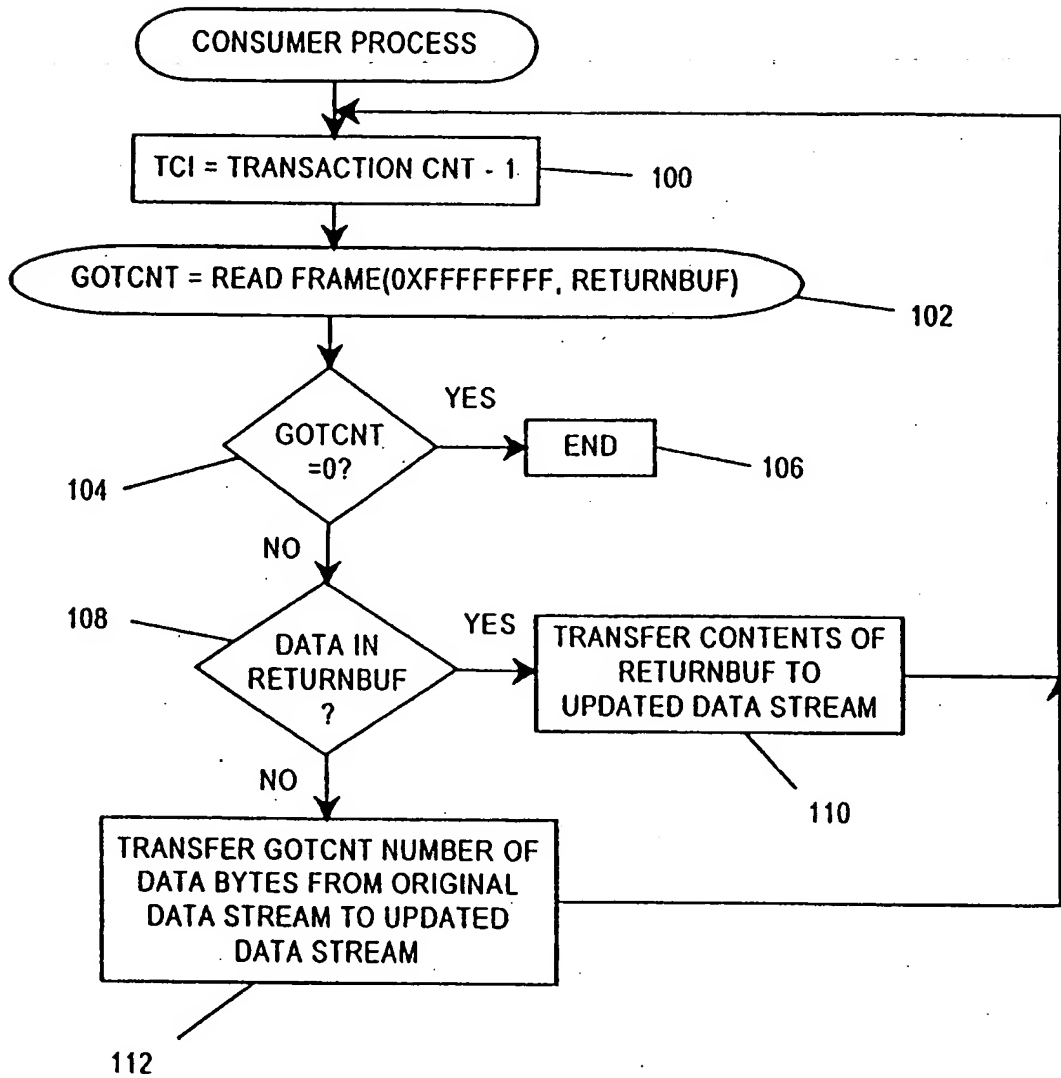 CONSUMER PROCESS
TCI = TRANSACTION CNT - 1
100
GOTCNT = READ FRAME(0XFFFFFFFF, RETURNBUF)
102
GOTCNT
=0?
YES
END
104
106
NO
108
DATA IN
RETURNBUF
?
YES
TRANSFER CONTENTS OF
RETURNBUF TO
UPDATED DATA STREAM
110
NO
TRANSFER GOTCNT NUMBER OF
DATA BYTES FROM ORIGINAL
DATA STREAM TO UPDATED
DATA STREAM
112